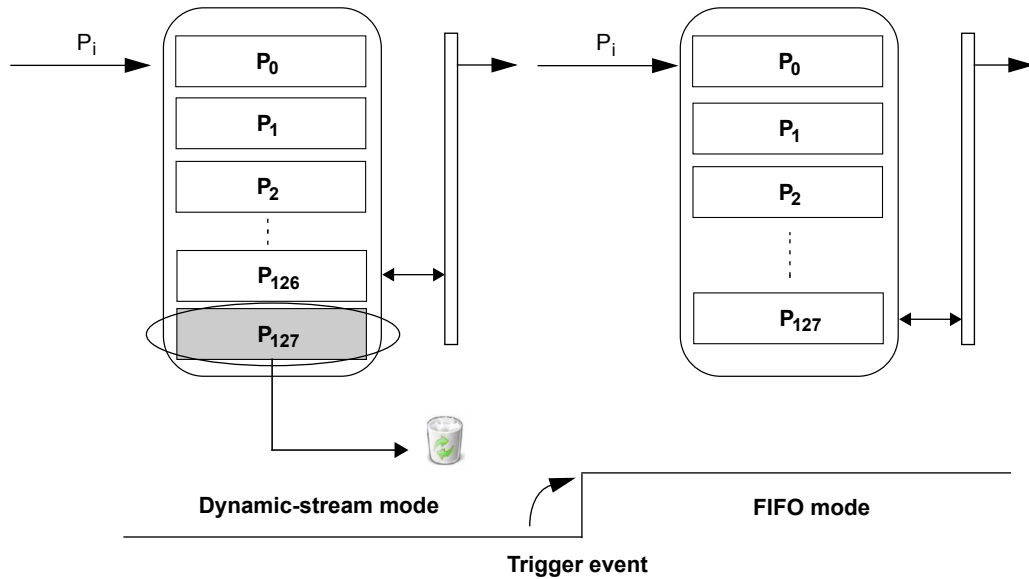 Pi
P0
P1
P2
P126
P127
Pi
P0
P1
P2
P127
Dynamic-stream mode
FIFO mode
Trigger event